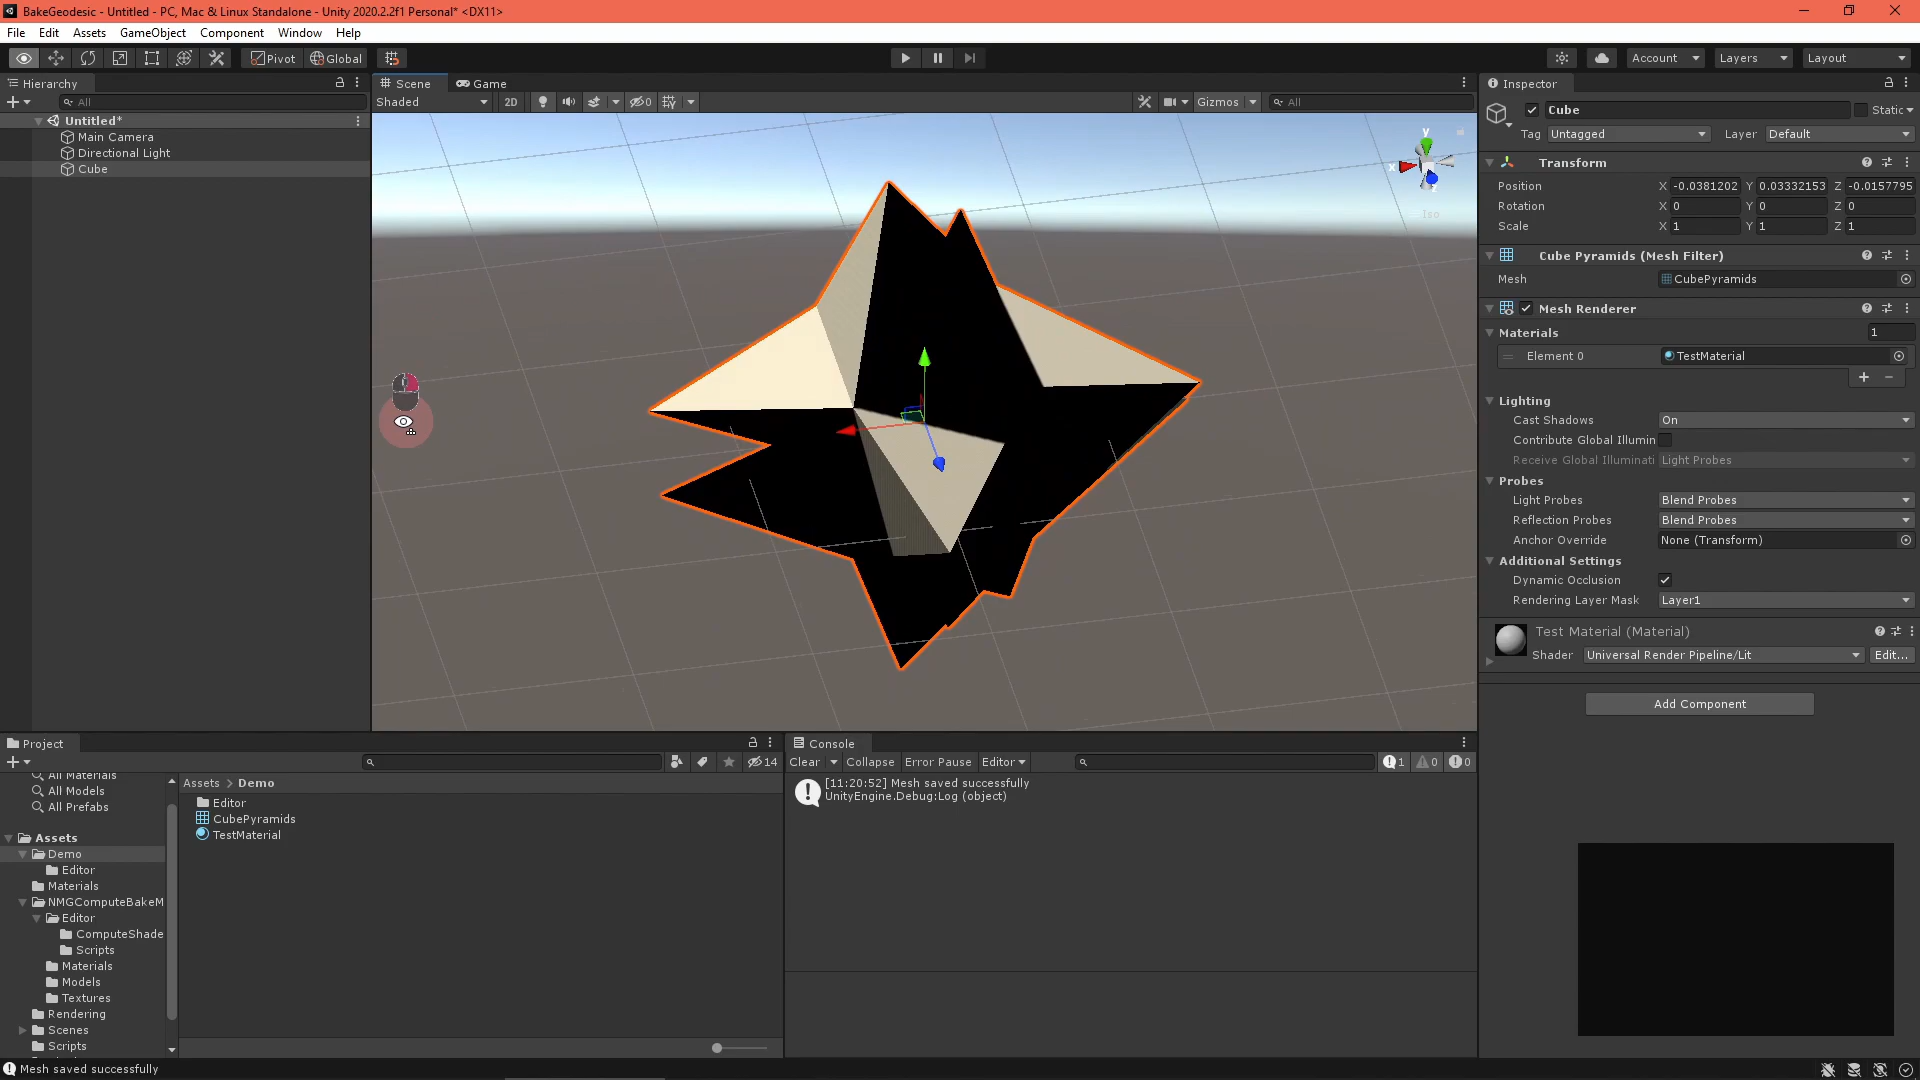 BakeGeodesic - Untitled - PC, Mac & Linux Standalone - Unity 2020.2.2f1 Personal* <DX11>
File Edit Assets GameObject Component Window Help
Pivot Global
Account Layers Layout
Hierarchy
All
Untitled*
Main Camera
Directional Light
Cube
Scene Game
Shaded 2D 0 Gizmos All
y
x
z
Iso
Inspector
Cube Static
Tag Untagged Layer Default
Transform
Position X -0.0381202 Y 0.03332153 Z -0.0157795
Rotation X 0 Y 0 Z 0
Scale X 1 Y 1 Z 1
Cube Pyramids (Mesh Filter)
Mesh CubePyramids
Mesh Renderer
Materials 1
Element 0 TestMaterial
Lighting
Cast Shadows On
Contribute Global Illumin
Receive Global Illuminati Light Probes
Probes
Light Probes Blend Probes
Reflection Probes Blend Probes
Anchor Override None (Transform)
Additional Settings
Dynamic Occlusion
Rendering Layer Mask Layer1
Test Material (Material)
Shader Universal Render Pipeline/Lit Edit...
Add Component
Project
14
All Materials
All Models
All Prefabs
Assets
Demo
Editor
Materials
NMGComputeBakeM
Editor
ComputeShade
Scripts
Materials
Models
Textures
Rendering
Scenes
Scripts
Assets > Demo
Editor
CubePyramids
TestMaterial
Console
Clear Collapse Error Pause Editor 1 0 0
[11:20:52] Mesh saved successfully
UnityEngine.Debug:Log (object)
Mesh saved successfully